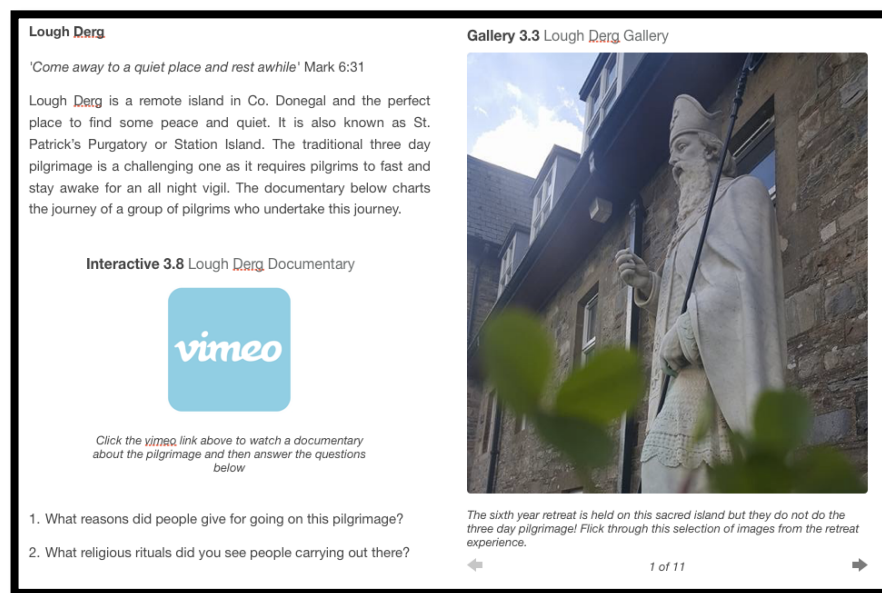 Lough Derg
'Come away to a quiet place and rest awhile' Mark 6:31
Lough Derg is a remote island in Co. Donegal and the perfect
place to find some peace and quiet. It is also known as St.
Patrick's Purgatory or Station Island. The traditional three day
pilgrimage is a challenging one as it requires pilgrims to fast and
stay awake for an all night vigil. The documentary below charts
the journey of a group of pilgrims who undertake this journey.
Interactive 3.8 Lough Derg Documentary
vimeo
Click the vimeo link above to watch a documentary
about the pilgrimage and then answer the questions
below
1. What reasons did people give for going on this pilgrimage?
2. What religious rituals did you see people carrying out there?
Gallery 3.3 Lough Derg Gallery
The sixth year retreat is held on this sacred island but they do not do the
three day pilgrimage! Flick through this selection of images from the retreat
experience.
1 of 11